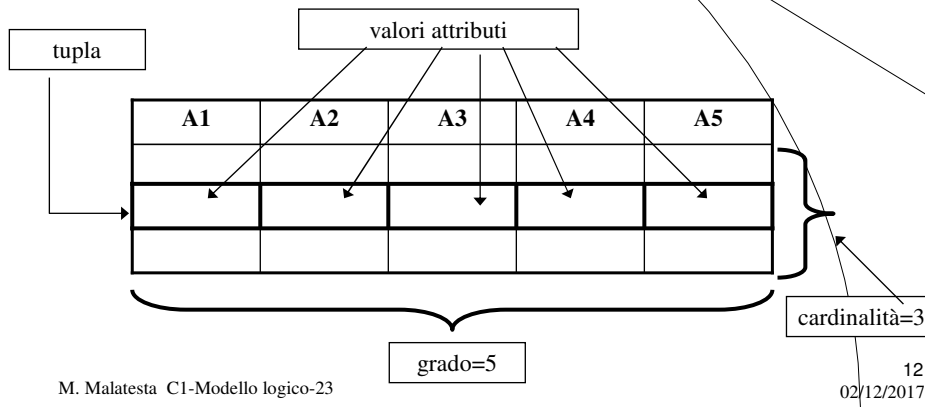 valori attributi
tupla
A1 A2 A3 A4 A5
cardinalità=3
grado=5
M. Malatesta C1-Modello logico-23
12
02/12/2017